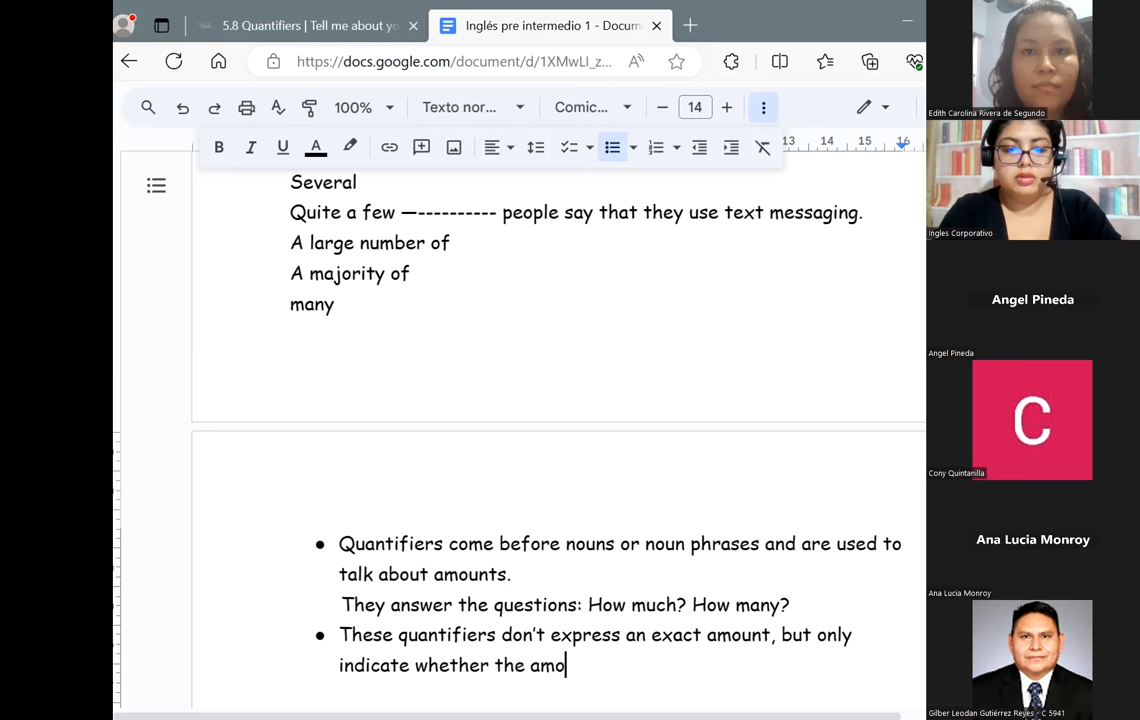 5.8 Quantifiers | Tell me about yo
Inglés pre intermedio 1 - Docum
https://docs.google.com/document/d/1XMwLI_z...
100%
Texto nor...
Comic...
14
B I U A
13 14 15 16
Several
Quite a few —---------- people say that they use text messaging.
A large number of
A majority of
many
● Quantifiers come before nouns or noun phrases and are used to
talk about amounts.
They answer the questions: How much? How many?
● These quantifiers don't express an exact amount, but only
indicate whether the amo
Edith Carolina Rivera de Segundo
Ingles Corporativo
Angel Pineda
Angel Pineda
C
Cony Quintanilla
Ana Lucia Monroy
Ana Lucia Monroy
Gilber Leodan Gutiérrez Reyes - C 5941